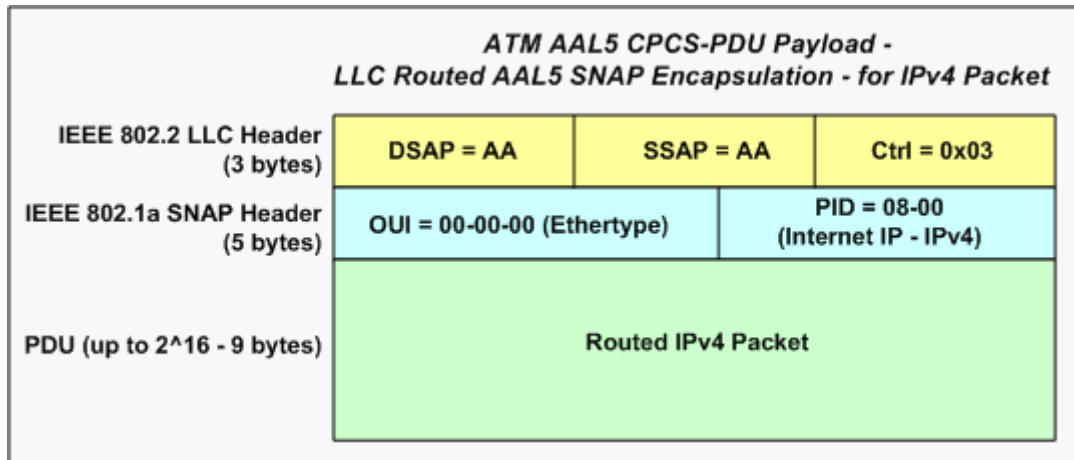 ATM AAL5 CPCS-PDU Payload -
LLC Routed AAL5 SNAP Encapsulation - for IPv4 Packet
IEEE 802.2 LLC Header
(3 bytes)
DSAP = AA
SSAP = AA
Ctrl = 0x03
IEEE 802.1a SNAP Header
(5 bytes)
OUI = 00-00-00 (Ethertype)
PID = 08-00
(Internet IP - IPv4)
PDU (up to 2^16 - 9 bytes)
Routed IPv4 Packet